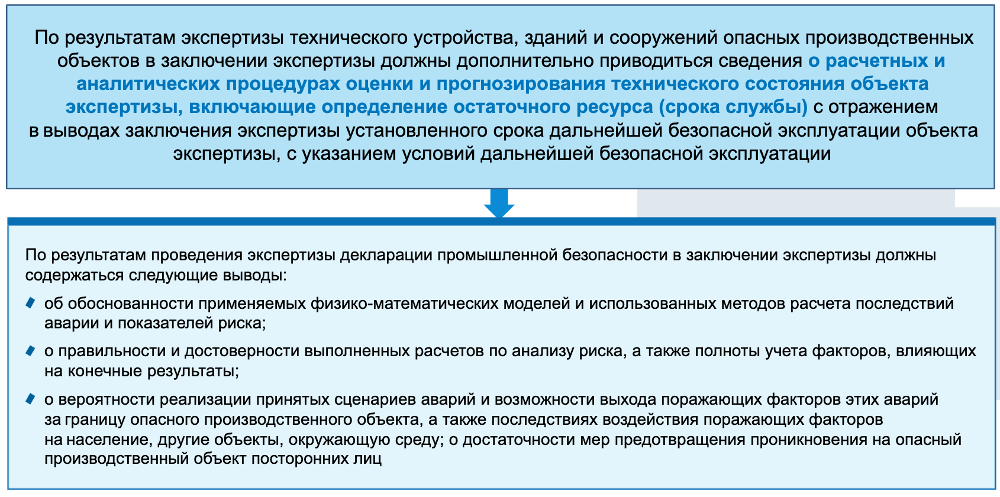 По результатам экспертизы технического устройства, зданий и сооружений опасных производственных
объектов в заключении экспертизы должны дополнительно приводиться сведения о расчетных и
аналитических процедурах оценки и прогнозирования технического состояния объекта
экспертизы, включающие определение остаточного ресурса (срока службы) с отражением
в выводах заключения экспертизы установленного срока дальнейшей безопасной эксплуатации объекта
экспертизы, с указанием условий дальнейшей безопасной эксплуатации
По результатам проведения экспертизы декларации промышленной безопасности в заключении экспертизы должны
содержаться следующие выводы:
об обоснованности применяемых физико-математических моделей и использованных методов расчета последствий
аварии и показателей риска;
о правильности и достоверности выполненных расчетов по анализу риска, а также полноты учета факторов, влияющих
на конечные результаты;
о вероятности реализации принятых сценариев аварий и возможности выхода поражающих факторов этих аварий
за границу опасного производственного объекта, а также последствиях воздействия поражающих факторов
на население, другие объекты, окружающую среду; о достаточности мер предотвращения проникновения на опасный
производственный объект посторонних лиц